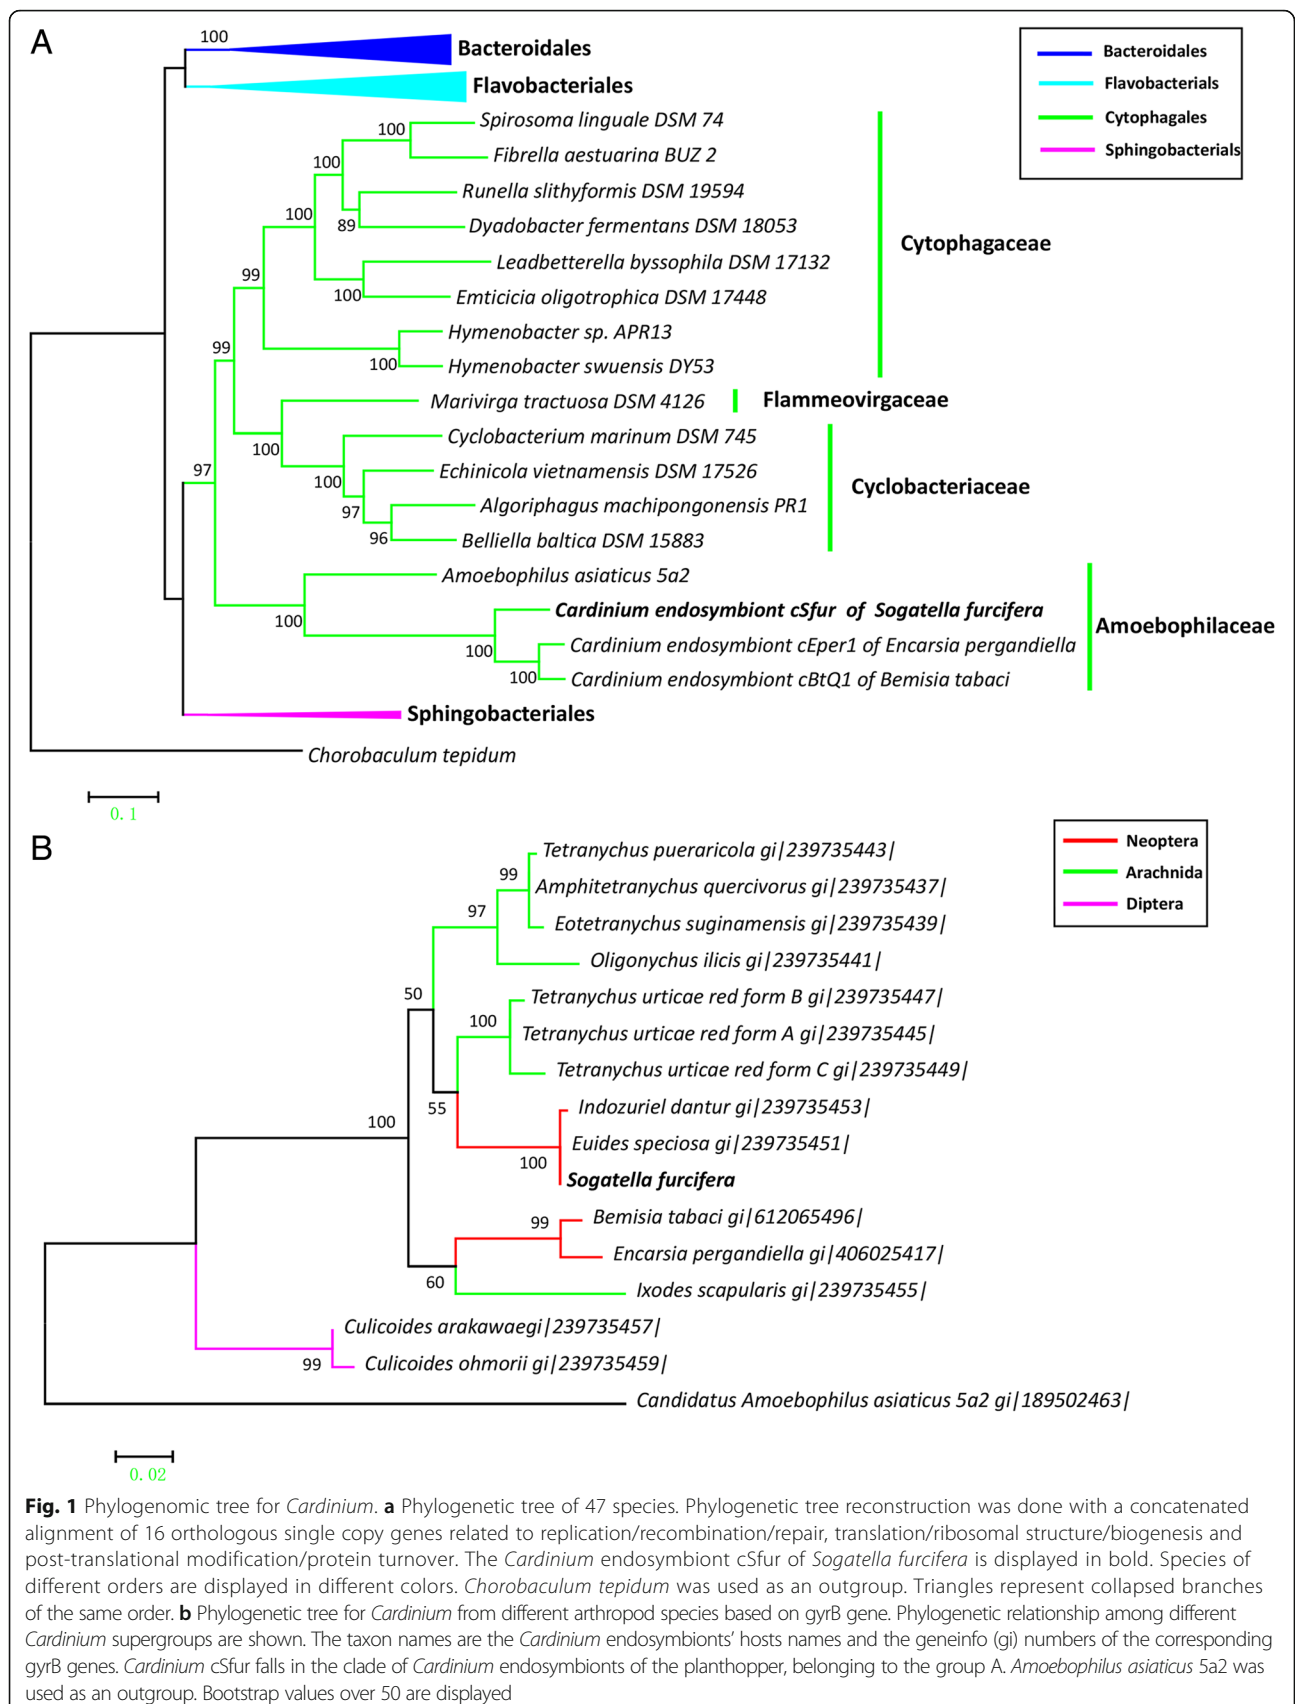 A
100
Bacteroidales
Flavobacteriales
Bacteroidales
Flavobacterials
Cytophagales
Sphingobacterials
100
Spirosoma linguale DSM 74
Fibrella aestuarina BUZ 2
100
Runella slithyformis DSM 19594
89
Dyadobacter fermentans DSM 18053
100
Leadbetterella byssophila DSM 17132
100
Emticicia oligotrophica DSM 17448
Cytophagaceae
99
Hymenobacter sp. APR13
100
Hymenobacter swuensis DY53
99
Marivirga tractuosa DSM 4126
Flammeovirgaceae
100
Cyclobacterium marinum DSM 745
100
Echinicola vietnamensis DSM 17526
97
Algoriphagus machipongonensis PR1
96
Belliella baltica DSM 15883
Cyclobacteriaceae
97
Amoebophilus asiaticus 5a2
100
Cardinium endosymbiont cSfur of Sogatella furcifera
100
Cardinium endosymbiont cEper1 of Encarsia pergandiella
100
Cardinium endosymbiont cBtQ1 of Bemisia tabaci
Amoebophilaceae
Sphingobacteriales
Chorobaculum tepidum
0.1
B
Neoptera
Arachnida
Diptera
Tetranychus pueraricola gi|239735443|
99
Amphitetranychus quercivorus gi|239735437|
97
Eotetranychus suginamensis gi|239735439|
Oligonychus ilicis gi|239735441|
50
Tetranychus urticae red form B gi|239735447|
100
Tetranychus urticae red form A gi|239735445|
Tetranychus urticae red form C gi|239735449|
55
Indozuriel dantur gi|239735453|
100
Euides speciosa gi|239735451|
100
Sogatella furcifera
Bemisia tabaci gi|612065496|
99
Encarsia pergandiella gi|406025417|
60
Ixodes scapularis gi|239735455|
Culicoides arakawaegi|239735457|
99
Culicoides ohmorii gi|239735459|
Candidatus Amoebophilus asiaticus 5a2 gi|189502463|
0.02
Fig. 1 Phylogenomic tree for Cardinium. a Phylogenetic tree of 47 species. Phylogenetic tree reconstruction was done with a concatenated
alignment of 16 orthologous single copy genes related to replication/recombination/repair, translation/ribosomal structure/biogenesis and
post-translational modification/protein turnover. The Cardinium endosymbiont cSfur of Sogatella furcifera is displayed in bold. Species of
different orders are displayed in different colors. Chorobaculum tepidum was used as an outgroup. Triangles represent collapsed branches
of the same order. b Phylogenetic tree for Cardinium from different arthropod species based on gyrB gene. Phylogenetic relationship among different
Cardinium supergroups are shown. The taxon names are the Cardinium endosymbionts' hosts names and the geneinfo (gi) numbers of the corresponding
gyrB genes. Cardinium cSfur falls in the clade of Cardinium endosymbionts of the planthopper, belonging to the group A. Amoebophilus asiaticus 5a2 was
used as an outgroup. Bootstrap values over 50 are displayed